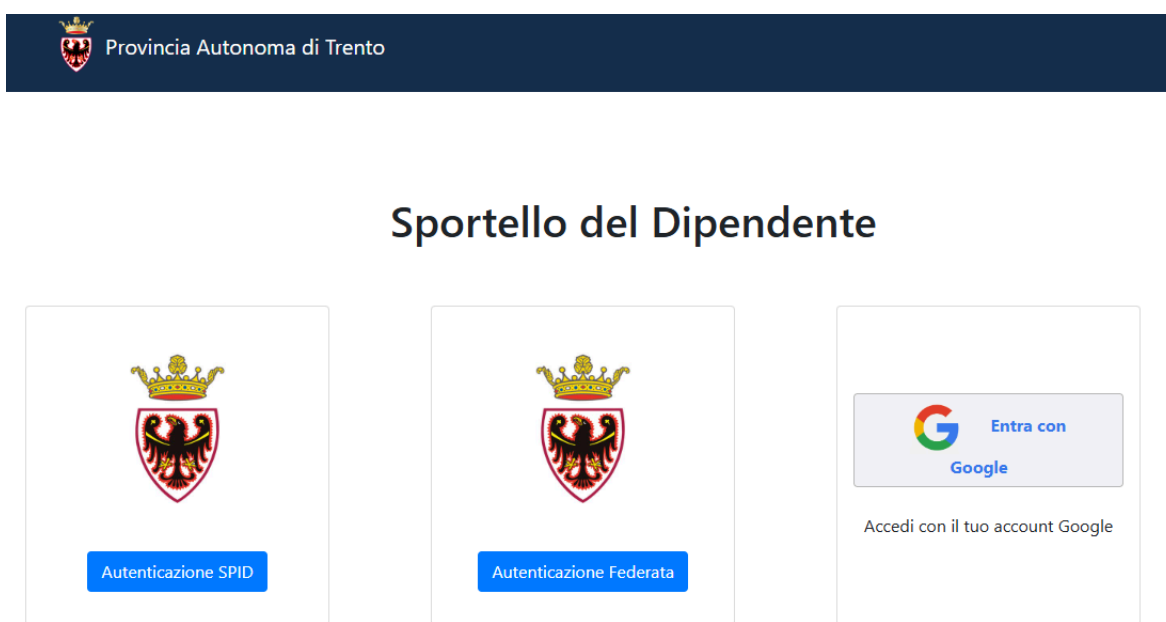 Provincia Autonoma di Trento
Sportello del Dipendente
Autenticazione SPID
Autenticazione Federata
Entra con
Google
Accedi con il tuo account Google